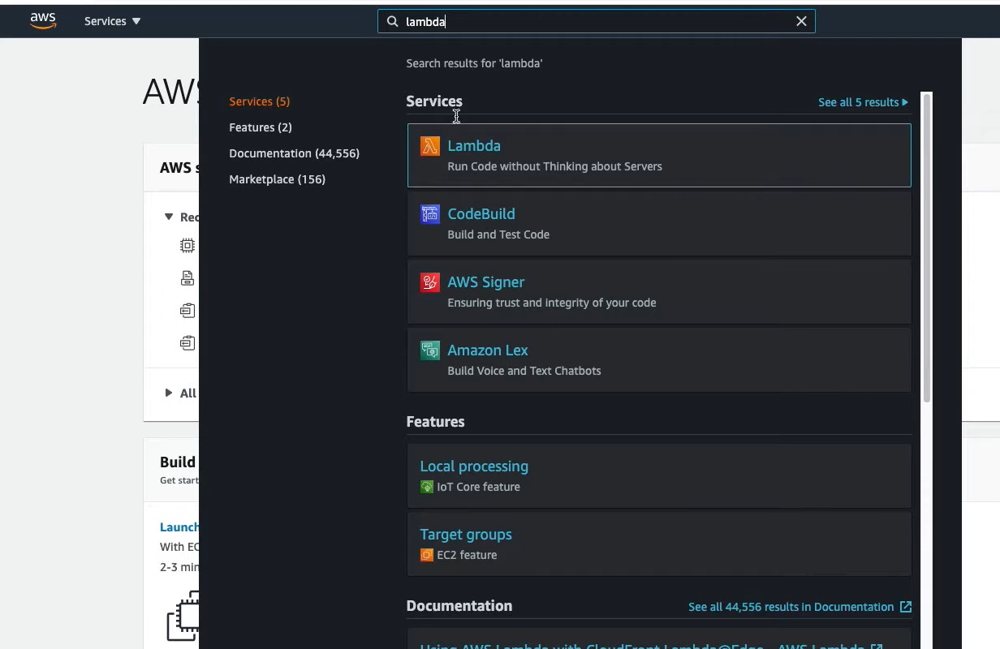 aws
Services
lambda
Search results for 'lambda'
AWS
Services (5)
Features (2)
Documentation (44,556)
Marketplace (156)
Services
See all 5 results
Lambda
Run Code without Thinking about Servers
CodeBuild
Build and Test Code
AWS Signer
Ensuring trust and integrity of your code
Amazon Lex
Build Voice and Text Chatbots
Features
Local processing
IoT Core feature
Target groups
EC2 feature
Documentation
See all 44,556 results in Documentation
Using AWS Lambda with CloudFront Lambda@Edge - AWS Lambda
AWS s
Rec
All
Build
Get start
Launch
With EC
2-3 min